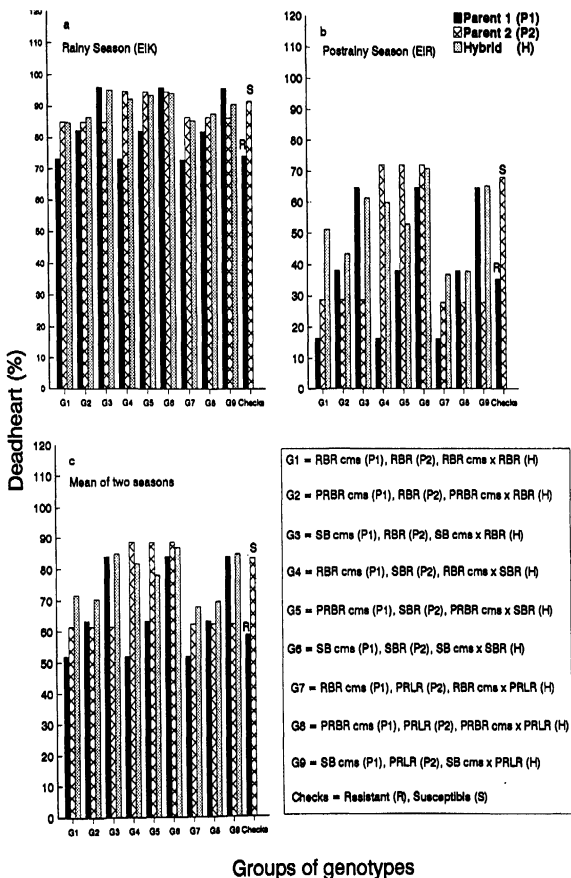 a
Rainy Season (EIK)
120
100
90
80
70
60
50
40
30
20
10
0
R
S
G1 G2 G3 G4 G5 G6 G7 G8 G9 Checks
b
Postrainy Season (EIR)
Parent 1 (P1)
Parent 2 (P2)
Hybrid (H)
120
110
100
90
80
70
60
50
40
30
20
10
0
R
S
G1 G2 G3 G4 G5 G6 G7 G8 G9 Checks
Deadheart (%)
c
Mean of two seasons
120
110
100
90
80
70
60
50
40
30
20
10
0
R
S
G1 G2 G3 G4 G5 G6 G7 G8 G9 Checks
G1 = RBR cms (P1), RBR (P2), RBR cms x RBR (H)
G2 = PRBR cms (P1), RBR (P2), PRBR cms x RBR (H)
G3 = SB cms (P1), RBR (P2), SB cms x RBR (H)
G4 = RBR cms (P1), SBR (P2), RBR cms x SBR (H)
G5 = PRBR cms (P1), SBR (P2), PRBR cms x SBR (H)
G6 = SB cms (P1), SBR (P2), SB cms x SBR (H)
G7 = RBR cms (P1), PRLR (P2), RBR cms x PRLR (H)
G8 = PRBR cms (P1), PRLR (P2), PRBR cms x PRLR (H)
G9 = SB cms (P1), PRLR (P2), SB cms x PRLR (H)
Checks = Resistant (R), Susceptible (S)
Groups of genotypes